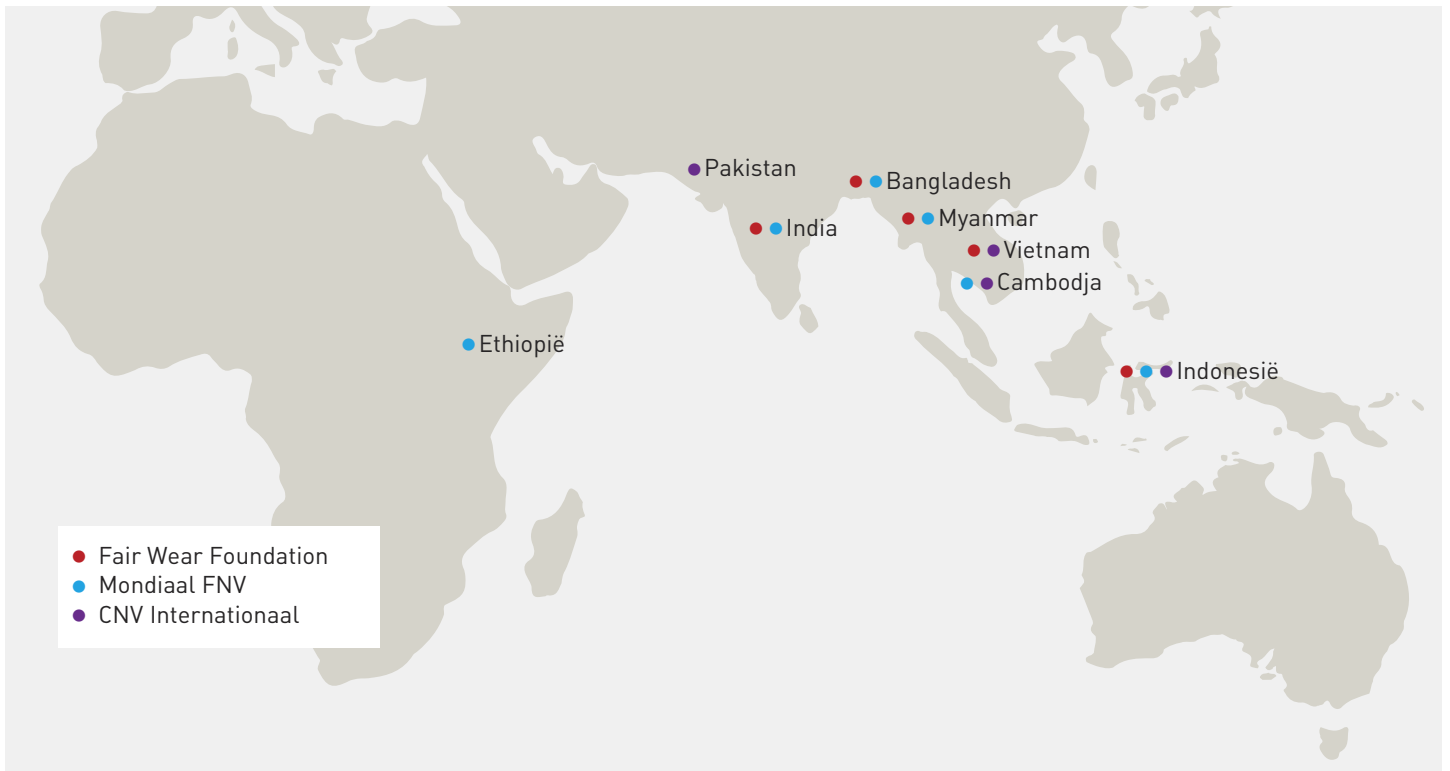 Pakistan
Bangladesh
Myanmar
India
Vietnam
Cambodja
Ethiopië
Indonesië
Fair Wear Foundation
Mondiaal FNV
CNV Internationaal